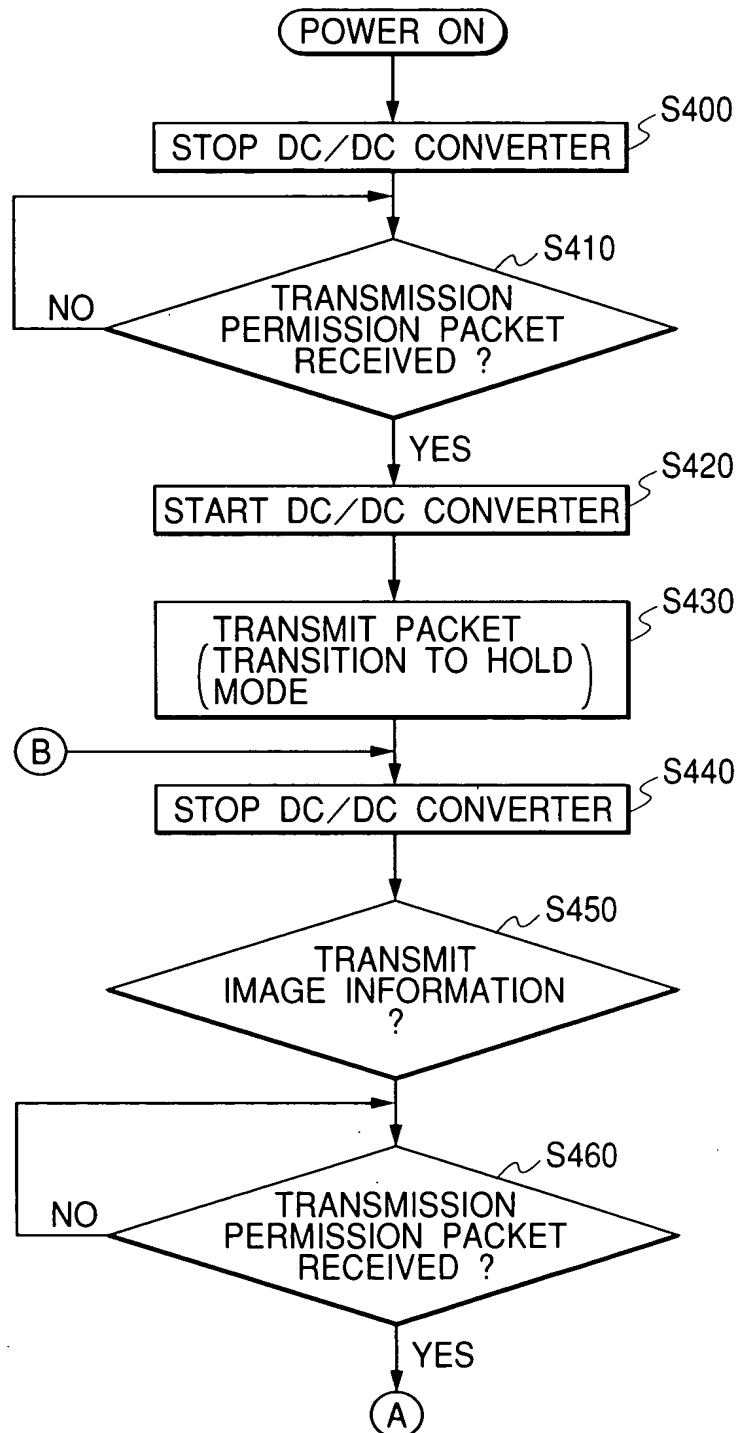 POWER ON
S400
STOP DC/DC CONVERTER
S410
TRANSMISSION
PERMISSION PACKET
RECEIVED ?
NO
YES
S420
START DC/DC CONVERTER
S430
TRANSMIT PACKET
(TRANSITION TO HOLD
MODE)
B
S440
STOP DC/DC CONVERTER
S450
TRANSMIT
IMAGE INFORMATION
?
S460
TRANSMISSION
PERMISSION PACKET
RECEIVED ?
NO
YES
A